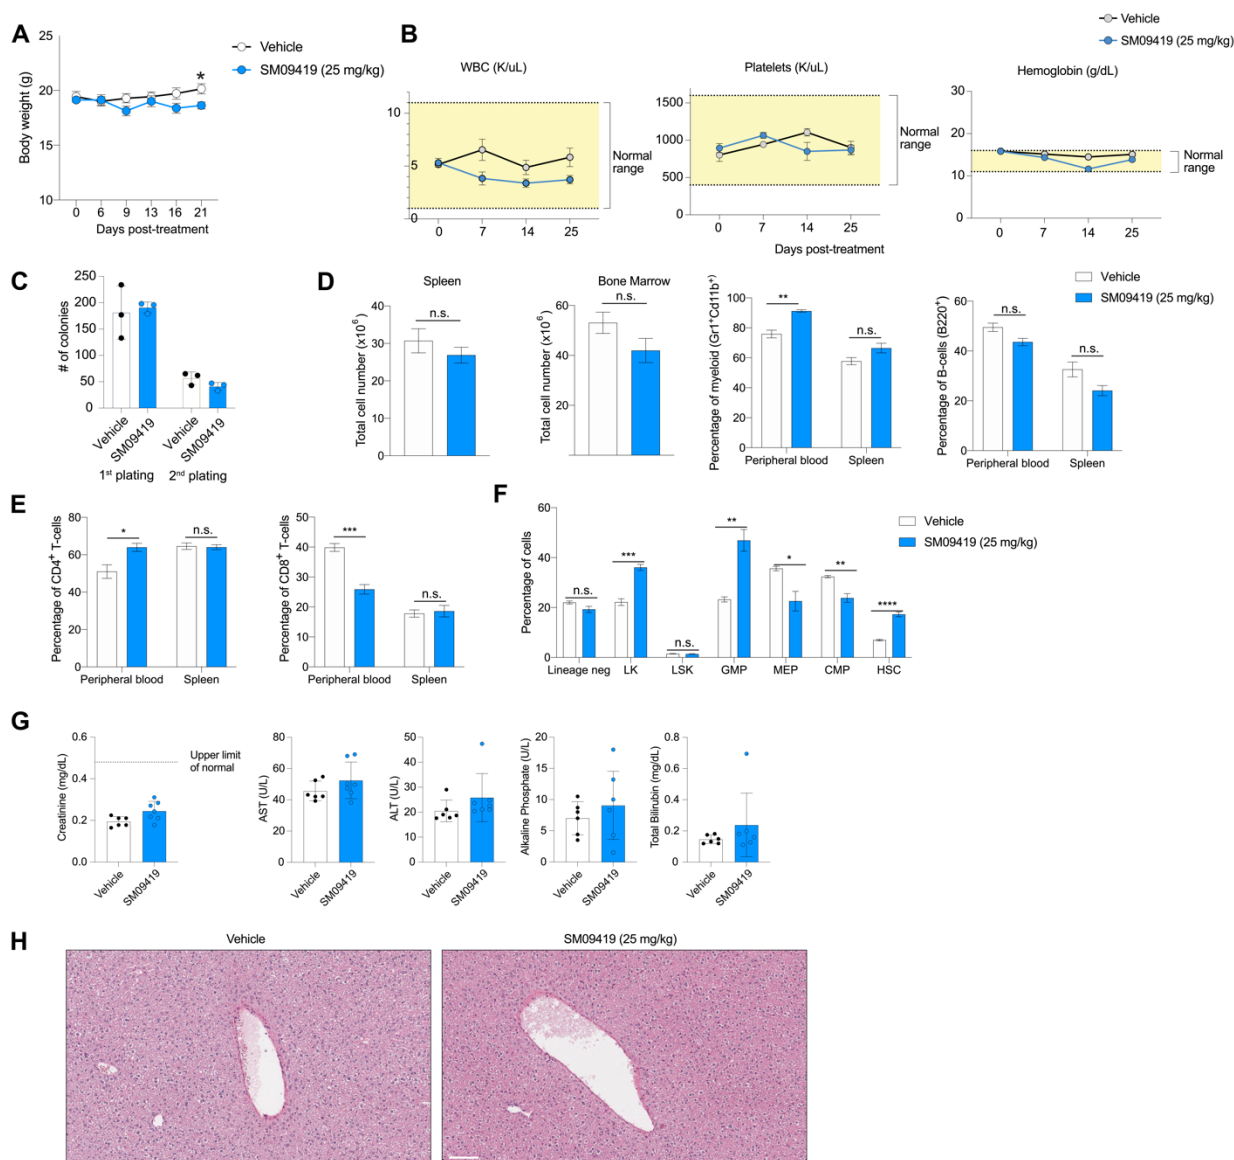 A
25
20
15
10
Body weight (g)
Vehicle
SM09419 (25 mg/kg)
*
0 6 9 13 16 21
Days post-treatment
B
Vehicle
SM09419 (25 mg/kg)
WBC (K/uL)
10
5
0
Normal
range
0 7 14 25
Platelets (K/uL)
1500
1000
500
0
Normal
range
0 7 14 25
Days post-treatment
Hemoglobin (g/dL)
30
20
10
0
Normal
range
0 7 14 25
C
# of colonies
250
200
150
100
50
0
Vehicle
SM09419
Vehicle
SM09419
1st plating 2nd plating
D
Spleen
Total cell number (x10⁶)
60
40
20
0
n.s.
Bone Marrow
Total cell number (x10⁶)
60
40
20
0
n.s.
Percentage of myeloid (Gr1⁺Cd11b⁺)
100
80
60
40
20
0
**
n.s.
Peripheral blood Spleen
Vehicle
SM09419 (25 mg/kg)
Percentage of B-cells (B220⁺)
60
40
20
0
n.s.
n.s.
Peripheral blood Spleen
E
Percentage of CD4⁺ T-cells
80
60
40
20
0
*
n.s.
Peripheral blood Spleen
Percentage of CD8⁺ T-cells
60
40
20
0
***
n.s.
Peripheral blood Spleen
F
Percentage of cells
60
40
20
0
n.s.
***
n.s.
**
*
**
****
Lineage neg LK LSK GMP MEP CMP HSC
Vehicle
SM09419 (25 mg/kg)
G
Creatinine (mg/dL)
0.6
0.4
0.2
0.0
Upper limit
of normal
Vehicle
SM09419
AST (U/L)
80
60
40
20
0
Vehicle
SM09419
ALT (U/L)
60
40
20
0
Vehicle
SM09419
Alkaline Phosphate (U/L)
20
15
10
5
0
Vehicle
SM09419
Total Bilirubin (mg/dL)
0.8
0.6
0.4
0.2
0.0
Vehicle
SM09419
H
Vehicle
SM09419 (25 mg/kg)